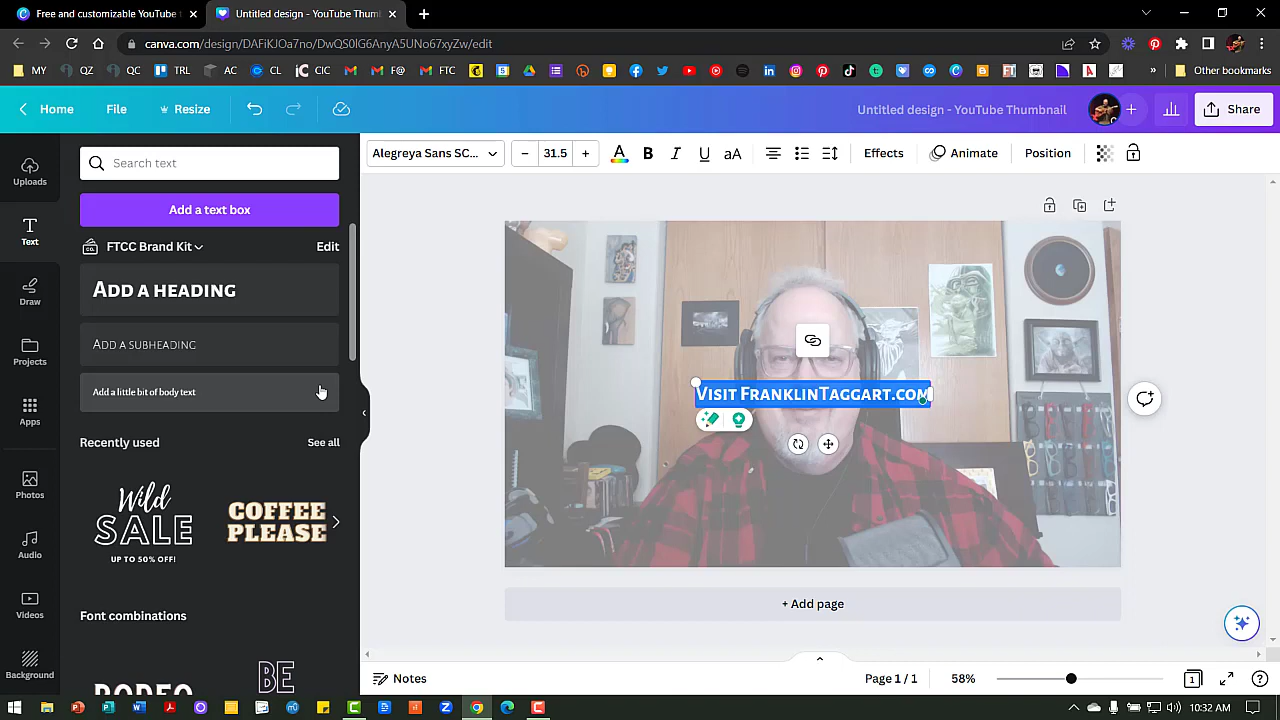 Free and customizable YouTube t
Untitled design - YouTube Thumb
canva.com/design/DAFiKJOa7no/DwQS0lG6AnyA5UNo67xyZw/edit
MY
QZ
FTC
TRL
AC
CL
CIC
F@
FTC
Other bookmarks
Home
File
Resize
Untitled design - YouTube Thumbnail
Share
Uploads
Text
Draw
Projects
Apps
Photos
Audio
Videos
Background
Search text
Add a text box
FTCC Brand Kit
Edit
Add a heading
Add a subheading
Add a little bit of body text
Recently used
See all
Wild
SALE
UP TO 50% OFF!
COFFEE
PLEASE
Font combinations
RODEO
BE
Alegreya Sans SC...
31.5
A
B
I
U
aA
Effects
Animate
Position
Visit FranklinTaggart.com
+ Add page
Notes
Page 1 / 1
58%
1
10:32 AM